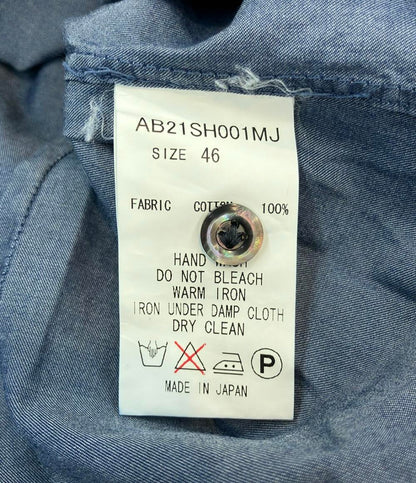 AB21SH001MJ
SIZE 46
FABRIC COTTON 100%
HAND WASH
DO NOT BLEACH
WARM IRON
IRON UNDER DAMP CLOTH
DRY CLEAN
P
MADE IN JAPAN